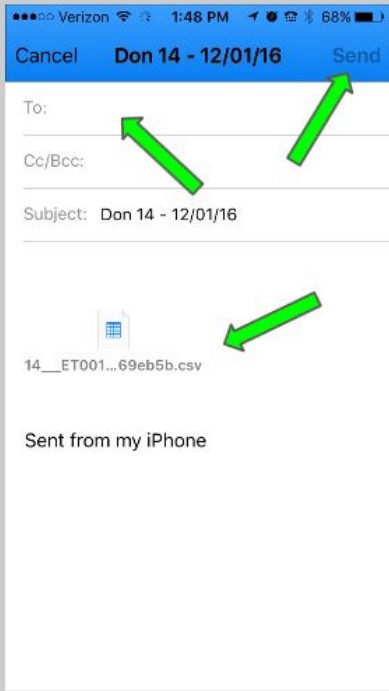 Verizon 1:48 PM 68%
Cancel Don 14 - 12/01/16 Send
To:
Cc/Bcc:
Subject: Don 14 - 12/01/16
14__ET001...69eb5b.csv
Sent from my iPhone